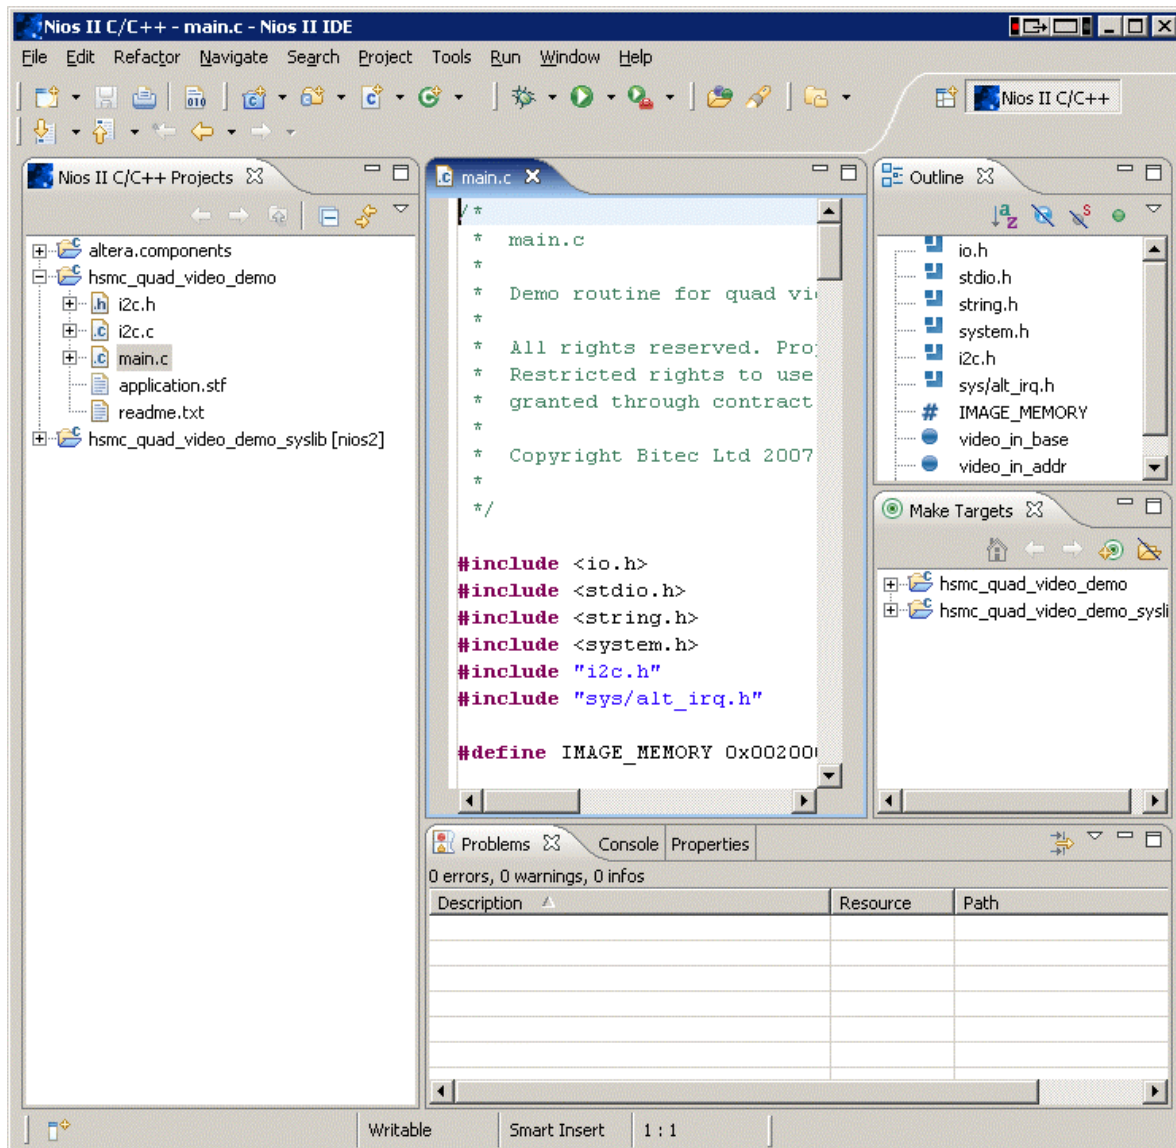 Nios II C/C++ - main.c - Nios II IDE
File Edit Refactor Navigate Search Project Tools Run Window Help
Nios II C/C++
Nios II C/C++ Projects
altera.components
hsmc_quad_video_demo
i2c.h
i2c.c
main.c
application.stf
readme.txt
hsmc_quad_video_demo_syslib [nios2]
main.c
/*
* main.c
*
* Demo routine for quad
*
* All rights reserved.
* Restricted rights to use
* granted through contract
*
* Copyright Bitec Ltd 2007
*
*/
#include <io.h>
#include <stdio.h>
#include <string.h>
#include <system.h>
#include "i2c.h"
#include "sys/alt_irq.h"
#define IMAGE_MEMORY 0x00200
Outline
io.h
stdio.h
string.h
system.h
i2c.h
sys/alt_irq.h
# IMAGE_MEMORY
video_in_base
video_in_addr
Make Targets
hsmc_quad_video_demo
hsmc_quad_video_demo_sysli
Problems Console Properties
0 errors, 0 warnings, 0 infos
Description Resource Path
Writable Smart Insert 1 : 1